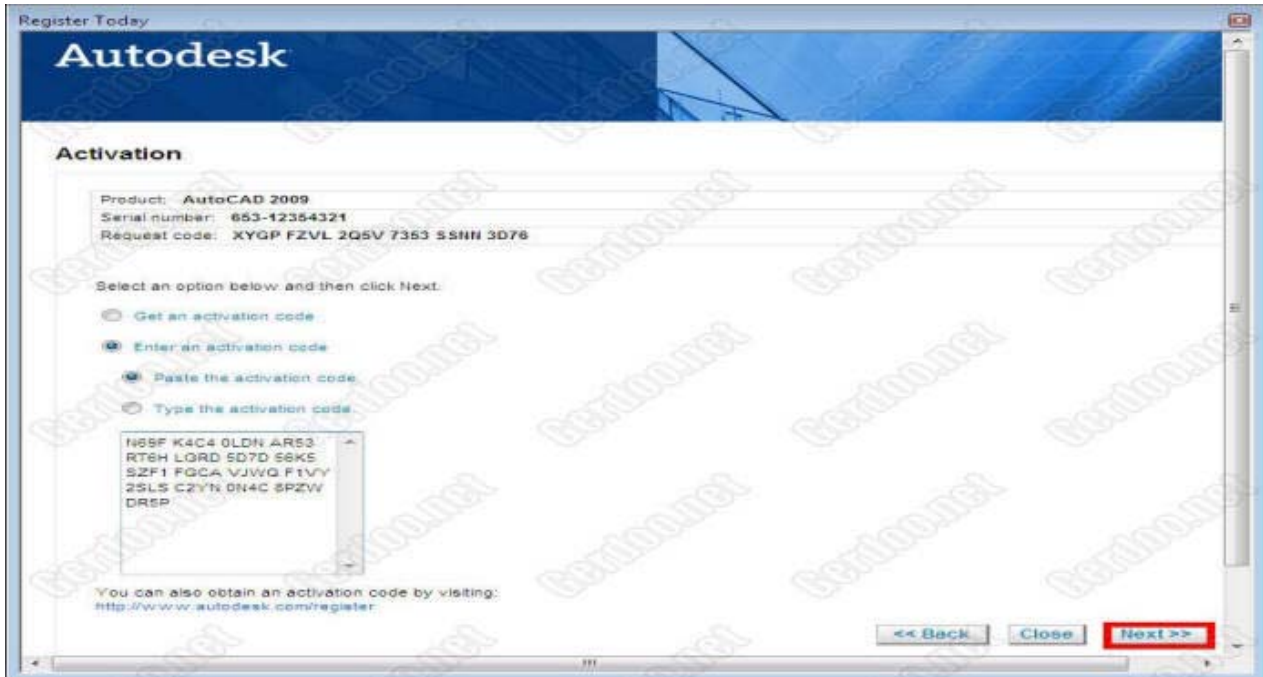 Register Today
Autodesk
Activation
Product: AutoCAD 2009
Serial number: 653-12354321
Request code: XYGP FZVL 2Q5V 7353 SSNN 3D76
Select an option below and then click Next.
Get an activation code
Enter an activation code
Paste the activation code
Type the activation code
N69F K4C4 0LDN AR53
RT6H LGRD 5D7D 56K5
SZF1 FGCA VJWQ F1VY
2SLS C2YN 0N4C 8PZW
DR5P
You can also obtain an activation code by visiting:
http://www.autodesk.com/register
<< Back Close Next >>
Gerdoo.net